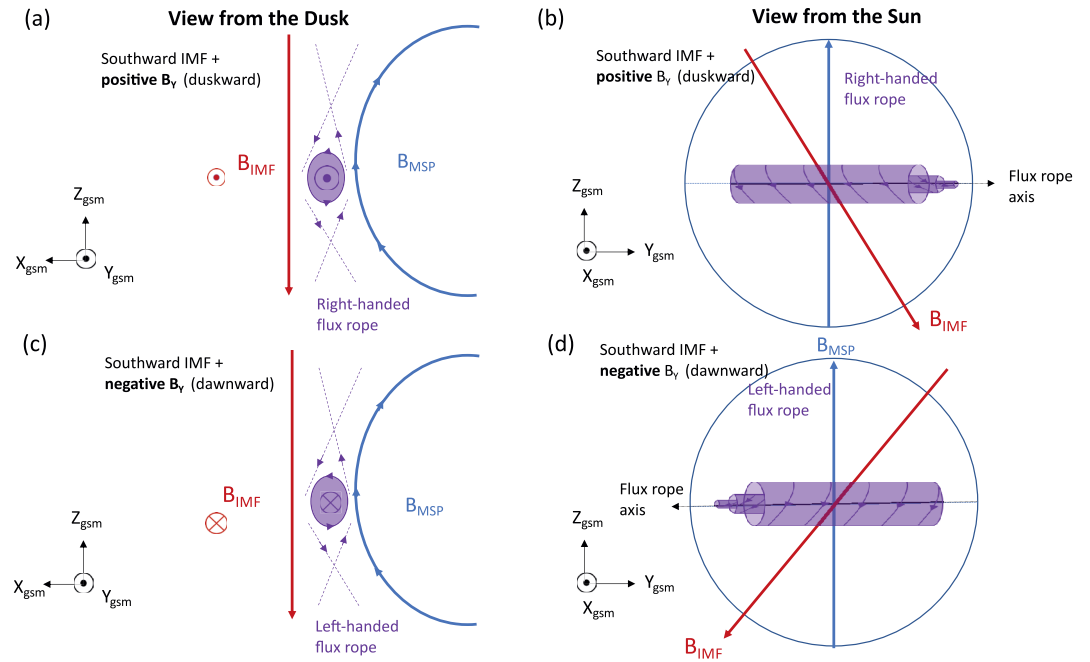 (a)
View from the Dusk
Southward IMF +
positive BY (duskward)
BIMF
BMSP
Zgsm
Xgsm
Ygsm
Right-handed
flux rope
(b)
View from the Sun
Southward IMF +
positive BY (duskward)
Right-handed
flux rope
Flux rope
axis
Zgsm
Ygsm
Xgsm
BIMF
(c)
Southward IMF +
negative BY (dawnward)
BIMF
BMSP
Zgsm
Xgsm
Ygsm
Left-handed
flux rope
(d)
Southward IMF +
negative BY (dawnward)
BMSP
Left-handed
flux rope
Flux rope
axis
Zgsm
Ygsm
Xgsm
BIMF